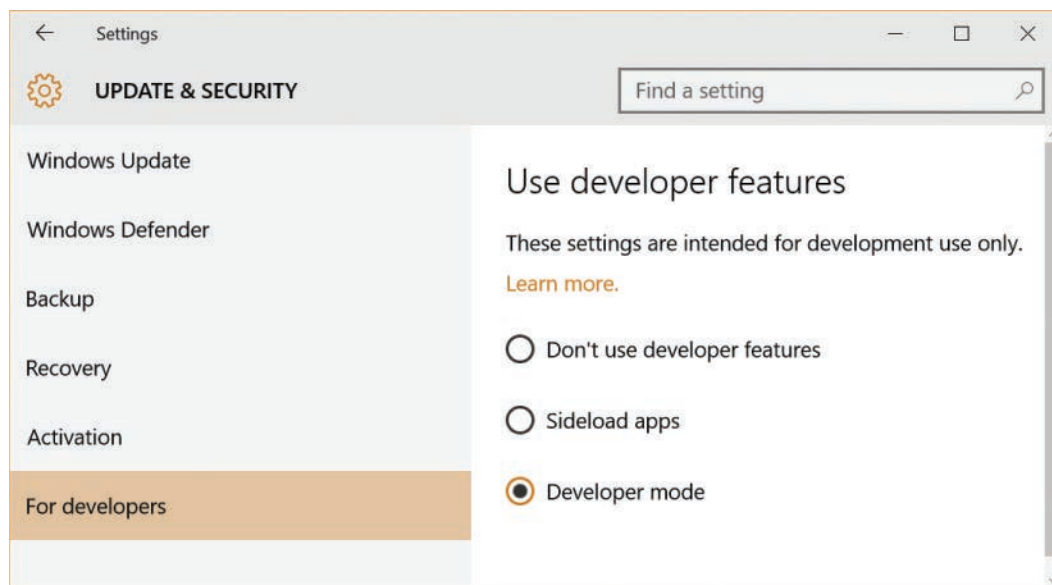 Settings
UPDATE & SECURITY
Find a setting
Windows Update
Windows Defender
Backup
Recovery
Activation
For developers
Use developer features
These settings are intended for development use only.
Learn more.
Don't use developer features
Sideload apps
Developer mode